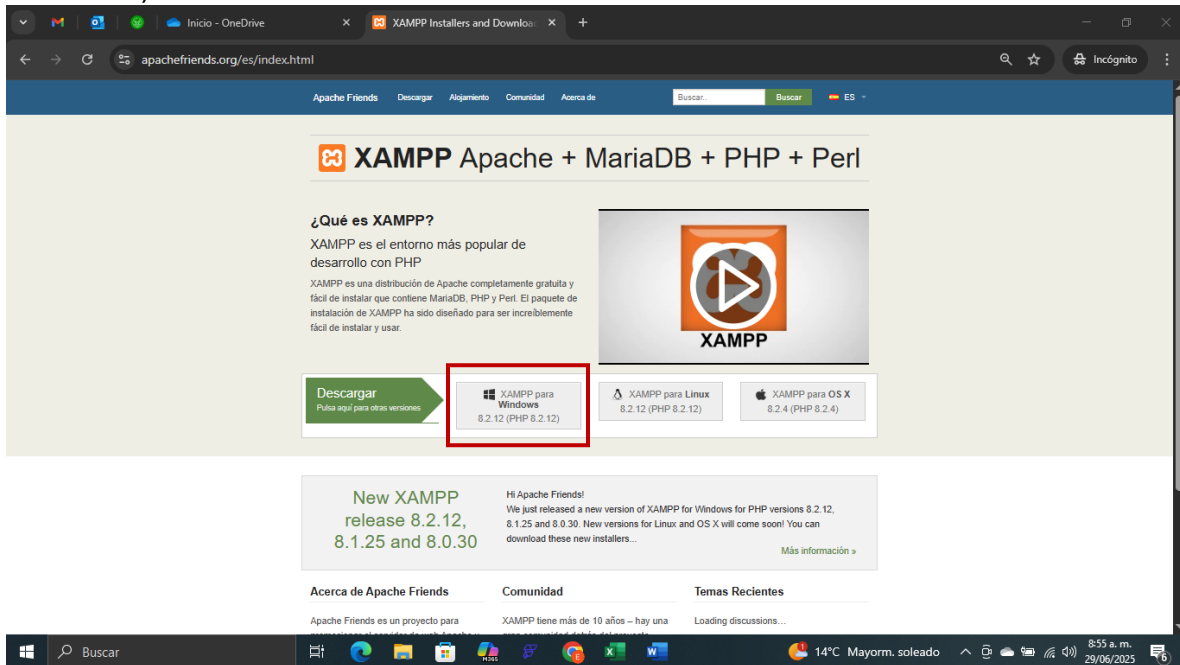 Inicio - OneDrive
XAMPP Installers and Downloa
apachefriends.org/es/index.html
Incógnito
Apache Friends Descargar Alojamiento Comunidad Acerca de Buscar... Buscar ES
XAMPP Apache + MariaDB + PHP + Perl
¿Qué es XAMPP?
XAMPP es el entorno más popular de
desarrollo con PHP
XAMPP es una distribución de Apache completamente gratuita y
fácil de instalar que contiene MariaDB, PHP y Perl. El paquete de
instalación de XAMPP ha sido diseñado para ser increíblemente
fácil de instalar y usar.
XAMPP
Descargar
Pulsa aquí para otras versiones
XAMPP para
Windows
8.2.12 (PHP 8.2.12)
XAMPP para Linux
8.2.12 (PHP 8.2.12)
XAMPP para OS X
8.2.4 (PHP 8.2.4)
New XAMPP
release 8.2.12,
8.1.25 and 8.0.30
Hi Apache Friends!
We just released a new version of XAMPP for Windows for PHP versions 8.2.12,
8.1.25 and 8.0.30. New versions for Linux and OS X will come soon! You can
download these new installers...
Más información »
Acerca de Apache Friends
Apache Friends es un proyecto para
Comunidad
XAMPP tiene más de 10 años – hay una
Temas Recientes
Loading discussions...
Buscar
M365
14°C Mayorm. soleado
8:55 a. m.
29/06/2025
6